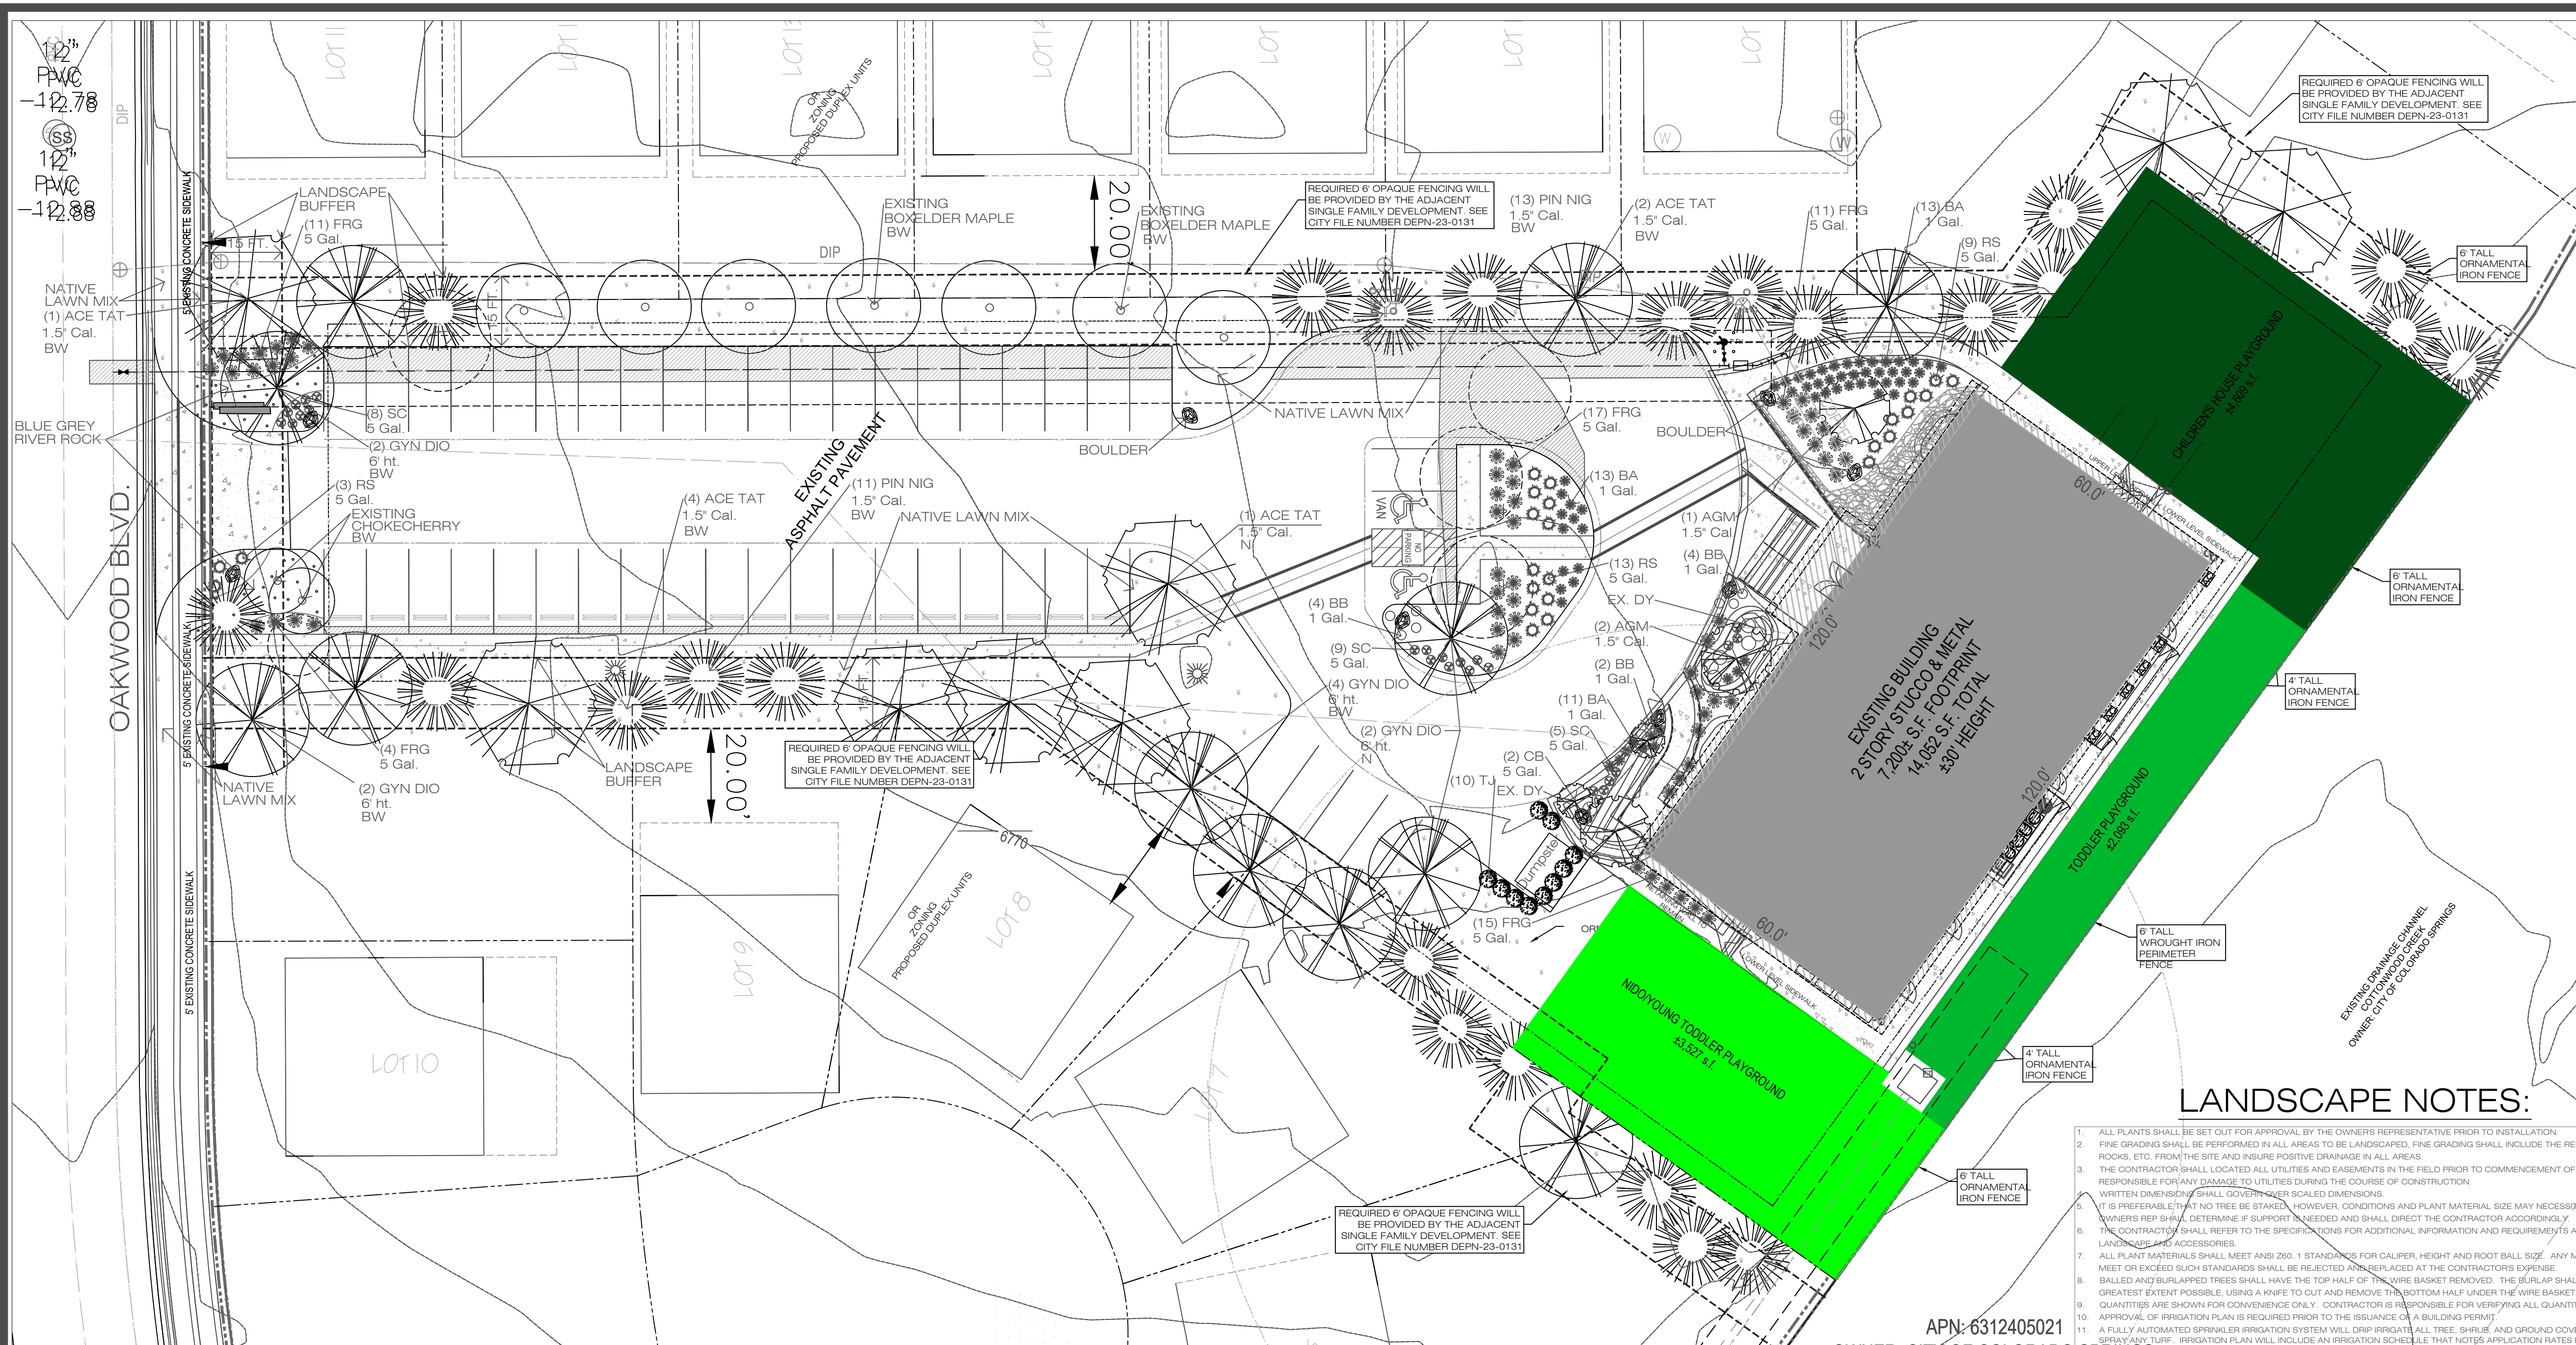 12"
PVC
-12.78
SS
12"
PVC
-12.88
DIP
OAKWOOD BLVD.
5' EXISTING CONCRETE SIDEWALK
5' EXISTING CONCRETE SIDEWALK
5' EXISTING CONCRETE SIDEWALK
LOT 11
OR
ZONING
PROPOSED DUPLEX UNITS
W
W
LANDSCAPE
BUFFER
(11) FRG
5 Gal.
15 FT.
NATIVE
LAWN MIX
(1) ACE TAT
1.5" Cal.
BW
BLUE GREY
RIVER ROCK
(8) SC
5 Gal.
(2) GYN DIO
6' ht.
BW
(3) RS
5 Gal.
EXISTING
CHOKECHERRY
BW
15 FT.
DIP
EXISTING
BOXELDER MAPLE
BW
20.00'
EXISTING
BOXELDER MAPLE
BW
REQUIRED 6' OPAQUE FENCING WILL
BE PROVIDED BY THE ADJACENT
SINGLE FAMILY DEVELOPMENT. SEE
CITY FILE NUMBER DEPN-23-0131
(13) PIN NIG
1.5" Cal.
BW
(2) ACE TAT
1.5" Cal.
BW
DIP
(11) FRG
5 Gal.
(13) BA
1 Gal.
(9) RS
5 Gal.
REQUIRED 6' OPAQUE FENCING WILL
BE PROVIDED BY THE ADJACENT
SINGLE FAMILY DEVELOPMENT. SEE
CITY FILE NUMBER DEPN-23-0131
6' TALL
ORNAMENTAL
IRON FENCE
CHILDREN'S HOUSE PLAYGROUND
±4,609 s.f.
EXISTING
ASPHALT PAVEMENT
(4) ACE TAT
1.5" Cal.
BW
(11) PIN NIG
1.5" Cal.
BW
NATIVE LAWN MIX
BOULDER
NATIVE LAWN MIX
(1) ACE TAT
1.5" Cal.
N
VAN
NO
PARKING
(17) FRG
5 Gal.
BOULDER
(13) BA
1 Gal.
(1) AGM
1.5" Cal.
(4) BB
1 Gal.
(13) RS
5 Gal.
EX. DY
(4) BB
1 Gal.
(2) AGM
1.5" Cal.
(9) SC
5 Gal.
(2) BB
1 Gal.
(4) GYN DIO
6' ht.
BW
(11) BA
1 Gal.
(2) GYN DIO
6' ht.
N
(5) SC
5 Gal.
(2) CB
5 Gal.
(10) TJ
EX. DY
Dumpster
(15) FRG
5 Gal.
60.0'
LOWER LEVEL SIDEWALK
120.0'
EXISTING BUILDING
2 STORY STUCCO & METAL
7,200± S.F. FOOTPRINT
14,052 S.F. TOTAL
±30' HEIGHT
120.0'
60.0'
LOWER LEVEL SIDEWALK
6' TALL
ORNAMENTAL
IRON FENCE
4' TALL
ORNAMENTAL
IRON FENCE
TODDLER PLAYGROUND
±2,093 s.f.
6' TALL
WROUGHT IRON
PERIMETER
FENCE
4' TALL
ORNAMENTAL
IRON FENCE
6' TALL
ORNAMENTAL
IRON FENCE
NIDO/YOUNG TODDLER PLAYGROUND
±3,527 s.f.
EXISTING DRAINAGE CHANNEL
COTTONWOOD CREEK
OWNER: CITY OF COLORADO SPRINGS
(4) FRG
5 Gal.
(2) GYN DIO
6' ht.
BW
NATIVE
LAWN MIX
LANDSCAPE
BUFFER
15 FT.
20.00'
REQUIRED 6' OPAQUE FENCING WILL
BE PROVIDED BY THE ADJACENT
SINGLE FAMILY DEVELOPMENT. SEE
CITY FILE NUMBER DEPN-23-0131
6770
OR
ZONING
PROPOSED DUPLEX UNITS
LOT 8
LOT 9
LOT 10
LOT 7
REQUIRED 6' OPAQUE FENCING WILL
BE PROVIDED BY THE ADJACENT
SINGLE FAMILY DEVELOPMENT. SEE
CITY FILE NUMBER DEPN-23-0131
LANDSCAPE NOTES:
1. ALL PLANTS SHALL BE SET OUT FOR APPROVAL BY THE OWNER'S REPRESENTATIVE PRIOR TO INSTALLATION.
2. FINE GRADING SHALL BE PERFORMED IN ALL AREAS TO BE LANDSCAPED, FINE GRADING SHALL INCLUDE THE
ROCKS, ETC. FROM THE SITE AND INSURE POSITIVE DRAINAGE IN ALL AREAS.
3. THE CONTRACTOR SHALL LOCATED ALL UTILITIES AND EASEMENTS IN THE FIELD PRIOR TO COMMENCEMENT OF
RESPONSIBLE FOR ANY DAMAGE TO UTILITIES DURING THE COURSE OF CONSTRUCTION.
4. WRITTEN DIMENSIONS SHALL GOVERN OVER SCALED DIMENSIONS.
5. IT IS PREFERABLE THAT NO TREE BE STAKED, HOWEVER, CONDITIONS AND PLANT MATERIAL SIZE MAY
OWNER'S REP SHALL DETERMINE IF SUPPORT IS NEEDED AND SHALL DIRECT THE CONTRACTOR ACCORDINGLY.
6. THE CONTRACTOR SHALL REFER TO THE SPECIFICATIONS FOR ADDITIONAL INFORMATION AND REQUIREMENTS
LANDSCAPE AND ACCESSORIES.
7. ALL PLANT MATERIALS SHALL MEET ANSI Z60. 1 STANDARDS FOR CALIPER, HEIGHT AND ROOT BALL SIZE. ANY
MEET OR EXCEED SUCH STANDARDS SHALL BE REJECTED AND REPLACED AT THE CONTRACTOR'S EXPENSE.
8. BALLED AND BURLAPPED TREES SHALL HAVE THE TOP HALF OF THE WIRE BASKET REMOVED. THE BURLAP
GREATEST EXTENT POSSIBLE, USING A KNIFE TO CUT AND REMOVE THE BOTTOM HALF UNDER THE WIRE BASKET
9. QUANTITIES ARE SHOWN FOR CONVENIENCE ONLY. CONTRACTOR IS RESPONSIBLE FOR VERIFYING ALL
10. APPROVAL OF IRRIGATION PLAN IS REQUIRED PRIOR TO THE ISSUANCE OF A BUILDING PERMIT.
11. A FULLY AUTOMATED SPRINKLER IRRIGATION SYSTEM WILL DRIP IRRIGATE ALL TREE, SHRUB, AND GROUND
SPRAY ANY TURF. IRRIGATION PLAN WILL INCLUDE AN IRRIGATION SCHEDULE THAT NOTES APPLICATION RATES
APN: 6312405021